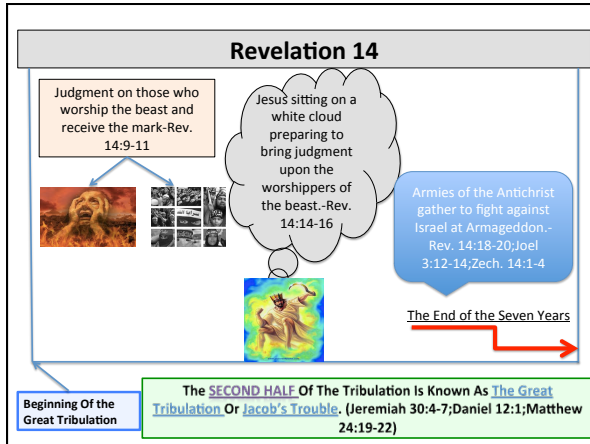 Revelation 14
Judgment on those who
worship the beast and
receive the mark-Rev.
14:9-11
Jesus sitting on a
white cloud
preparing to
bring judgment
upon the
worshippers of
the beast.-Rev.
14:14-16
Armies of the Antichrist
gather to fight against
Israel at Armageddon.-
Rev. 14:18-20;Joel
3:12-14;Zech. 14:1-4
The End of the Seven Years
Beginning Of the
Great Tribulation
The SECOND HALF Of The Tribulation Is Known As The Great
Tribulation Or Jacob's Trouble. (Jeremiah 30:4-7;Daniel 12:1;Matthew
24:19-22)